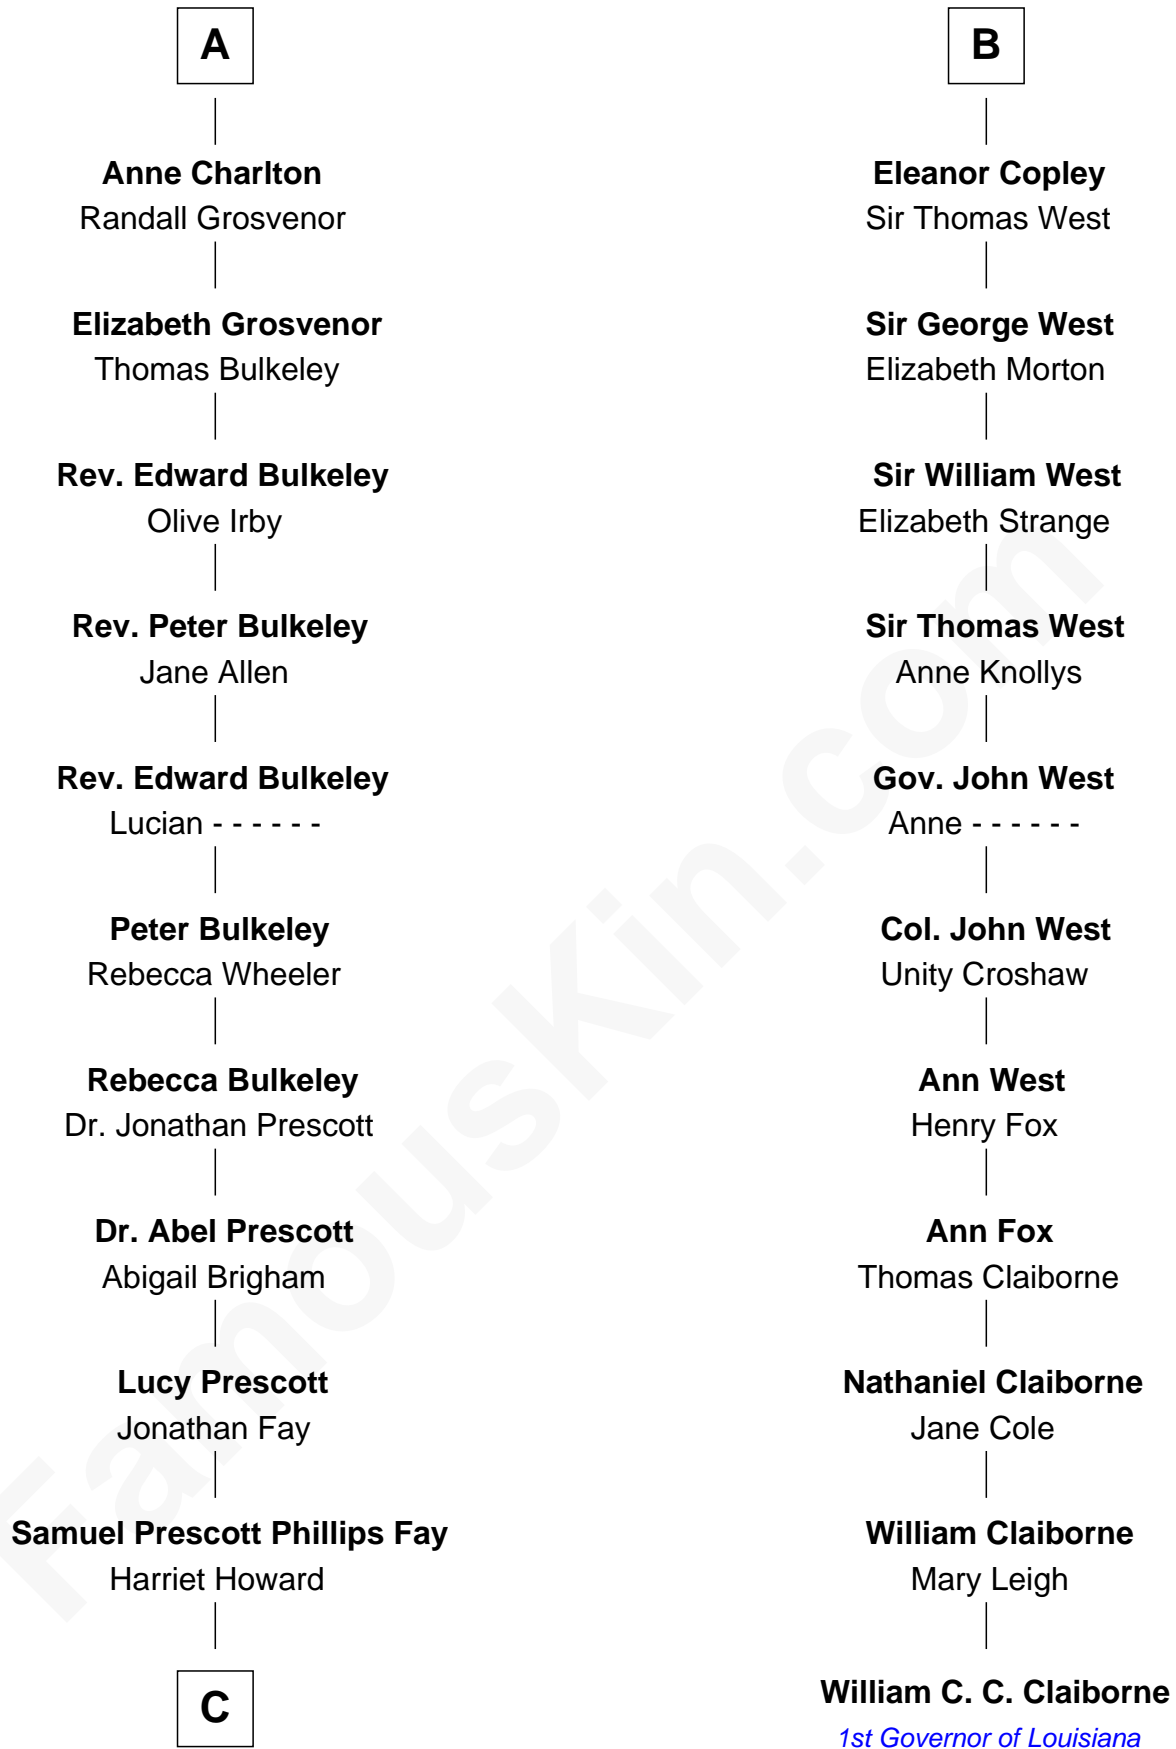 A
Anne Charlton
Randall Grosvenor
Elizabeth Grosvenor
Thomas Bulkeley
Rev. Edward Bulkeley
Olive Irby
Rev. Peter Bulkeley
Jane Allen
Rev. Edward Bulkeley
Lucian - - - - - -
Peter Bulkeley
Rebecca Wheeler
Rebecca Bulkeley
Dr. Jonathan Prescott
Dr. Abel Prescott
Abigail Brigham
Lucy Prescott
Jonathan Fay
Samuel Prescott Phillips Fay
Harriet Howard
C
B
Eleanor Copley
Sir Thomas West
Sir George West
Elizabeth Morton
Sir William West
Elizabeth Strange
Sir Thomas West
Anne Knollys
Gov. John West
Anne - - - - - -
Col. John West
Unity Croshaw
Ann West
Henry Fox
Ann Fox
Thomas Claiborne
Nathaniel Claiborne
Jane Cole
William Claiborne
Mary Leigh
William C. C. Claiborne
1st Governor of Louisiana
FamousKin.com